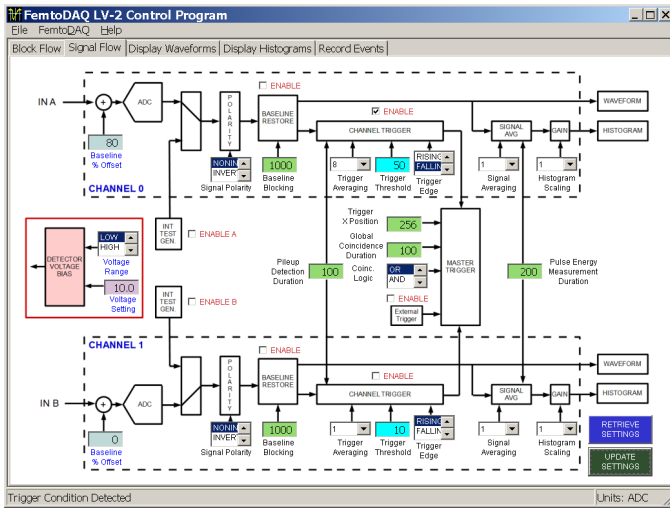 FemtoDAQ LV-2 Control Program
File FemtoDAQ Help
Block Flow Signal Flow Display Waveforms Display Histograms Record Events
IN A
ADC
80
Baseline
% Offset
CHANNEL 0
POLARITY
NONIN
INVERT
Signal Polarity
ENABLE
BASELINE
RESTORE
1000
Baseline
Blocking
ENABLE
CHANNEL TRIGGER
8
Trigger
Averaging
50
Trigger
Threshold
RISING
FALLIN
Trigger
Edge
SIGNAL
AVG
GAIN
1
Signal
Averaging
1
Histogram
Scaling
WAVEFORM
HISTOGRAM
INT
TEST
GEN.
ENABLE A
DETECTOR
VOLTAGE
BIAS
LOW
HIGH
Voltage
Range
10.0
Voltage
Setting
INT
TEST
GEN.
ENABLE B
Pileup
Detection
Duration
100
Trigger
X Position
256
Global
Coincidence
Duration
100
Coinc.
Logic
OR
AND
ENABLE
External
Trigger
MASTER
TRIGGER
200
Pulse Energy
Measurement
Duration
CHANNEL 1
IN B
ADC
0
Baseline
% Offset
POLARITY
NONIN
INVERT
Signal Polarity
ENABLE
BASELINE
RESTORE
1000
Baseline
Blocking
ENABLE
CHANNEL TRIGGER
1
Trigger
Averaging
10
Trigger
Threshold
RISING
FALLIN
Trigger
Edge
SIGNAL
AVG
GAIN
1
Signal
Averaging
1
Histogram
Scaling
WAVEFORM
HISTOGRAM
RETRIEVE
SETTINGS
UPDATE
SETTINGS
Trigger Condition Detected
Units: ADC